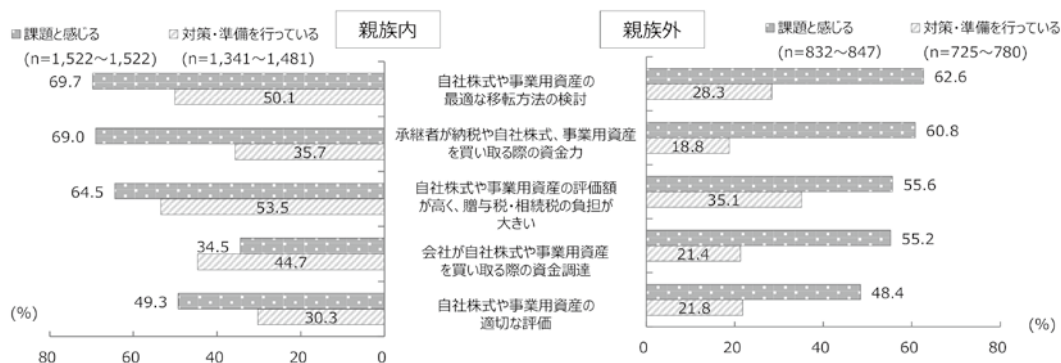 親族内
親族外
課題と感じる
対策・準備を行っている
(n=1,522～1,522)
(n=1,341～1,481)
課題と感じる
対策・準備を行っている
(n=832～847)
(n=725～780)
69.7
50.1
自社株式や事業用資産の
最適な移転方法の検討
62.6
28.3
69.0
35.7
承継者が納税や自社株式、事業用資産
を買い取る際の資金力
60.8
18.8
64.5
53.5
自社株式や事業用資産の評価額
が高く、贈与税・相続税の負担が
大きい
55.6
35.1
34.5
44.7
会社が自社株式や事業用資産
を買い取る際の資金調達
55.2
21.4
49.3
30.3
自社株式や事業用資産の
適切な評価
48.4
21.8
(%)
80 60 40 20 0
0 20 40 60 80
(%)